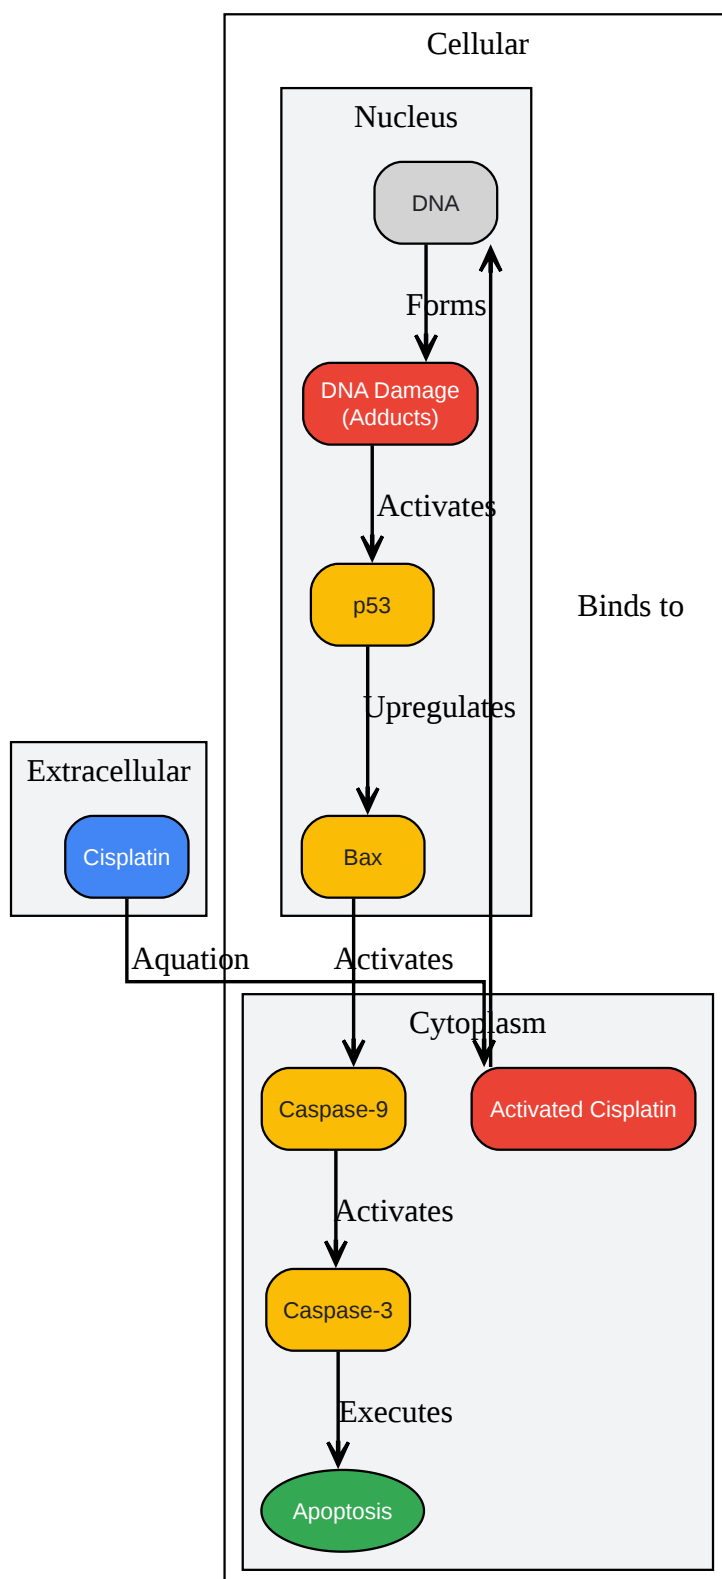 Cellular
Nucleus
DNA
Forms
DNA Damage
(Adducts)
Activates
p53
Binds to
Upregulates
Extracellular
Cisplatin
Bax
Aquation
Activates
Cytoplasm
Caspase-9
Activated Cisplatin
Activates
Caspase-3
Executes
Apoptosis